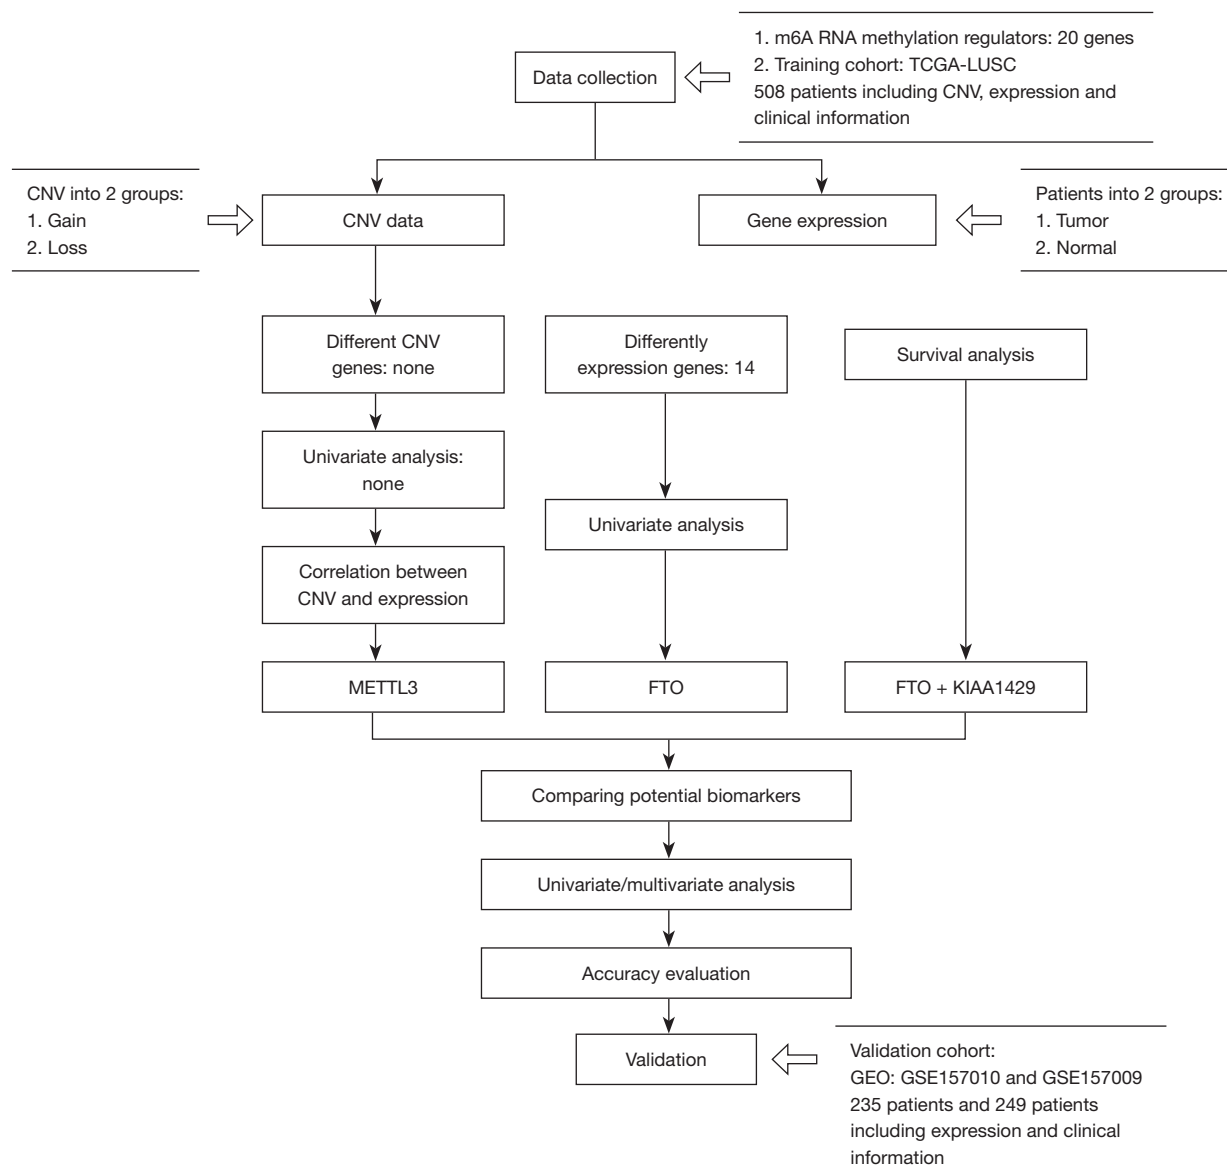 Data collection
1. m6A RNA methylation regulators: 20 genes
2. Training cohort: TCGA-LUSC
508 patients including CNV, expression and
clinical information
CNV into 2 groups:
1. Gain
2. Loss
CNV data
Gene expression
Patients into 2 groups:
1. Tumor
2. Normal
Different CNV
genes: none
Differently
expression genes: 14
Survival analysis
Univariate analysis:
none
Univariate analysis
Correlation between
CNV and expression
METTL3
FTO
FTO + KIAA1429
Comparing potential biomarkers
Univariate/multivariate analysis
Accuracy evaluation
Validation
Validation cohort:
GEO: GSE157010 and GSE157009
235 patients and 249 patients
including expression and clinical
information